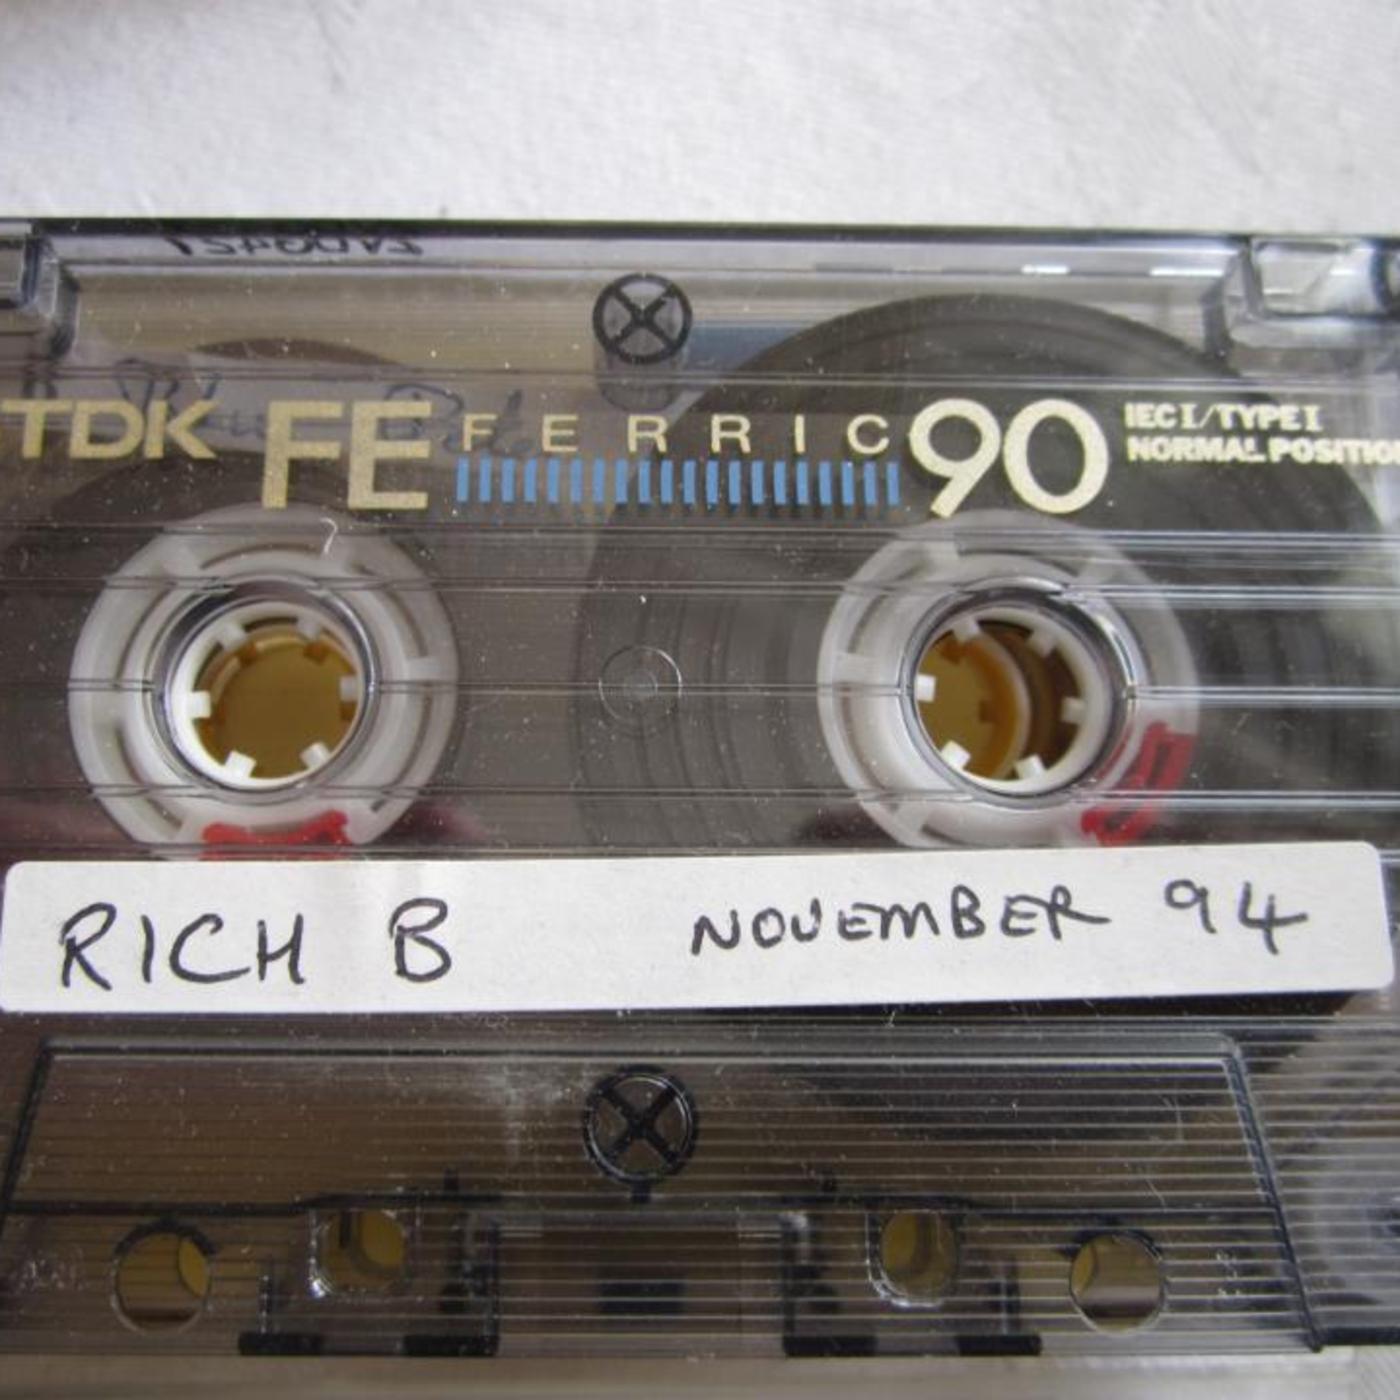 TDK FE FERRIC 90 IEC I/TYPE I
NORMAL POSITION
RICH B NOVEMBER 94